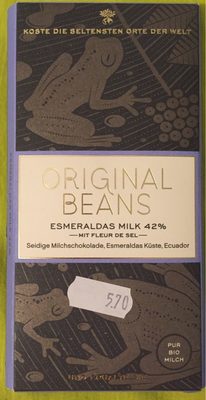 KOSTE DIE SELTENSTEN ORTE DER WELT
ORIGINAL
BEANS
ESMERALDAS MILK 42%
—MIT FLEUR DE SEL—
Seidige Milchschokolade, Esmeraldas Küste, Ecuador
5.70
PUR
BIO
MILCH